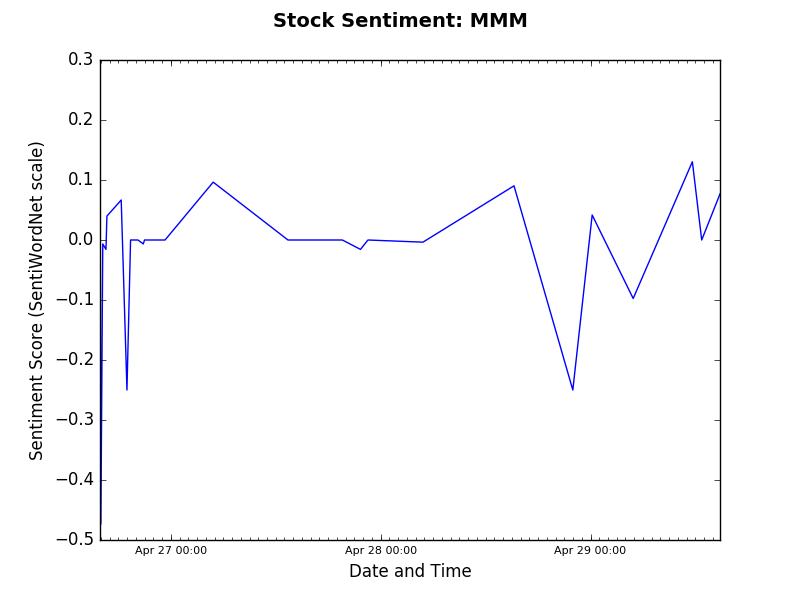 Stock Sentiment: MMM
0.3
0.2
0.1
0.0
−0.1
−0.2
−0.3
−0.4
−0.5
Sentiment Score (SentiWordNet scale)
Apr 27 00:00 Apr 28 00:00 Apr 29 00:00
Date and Time